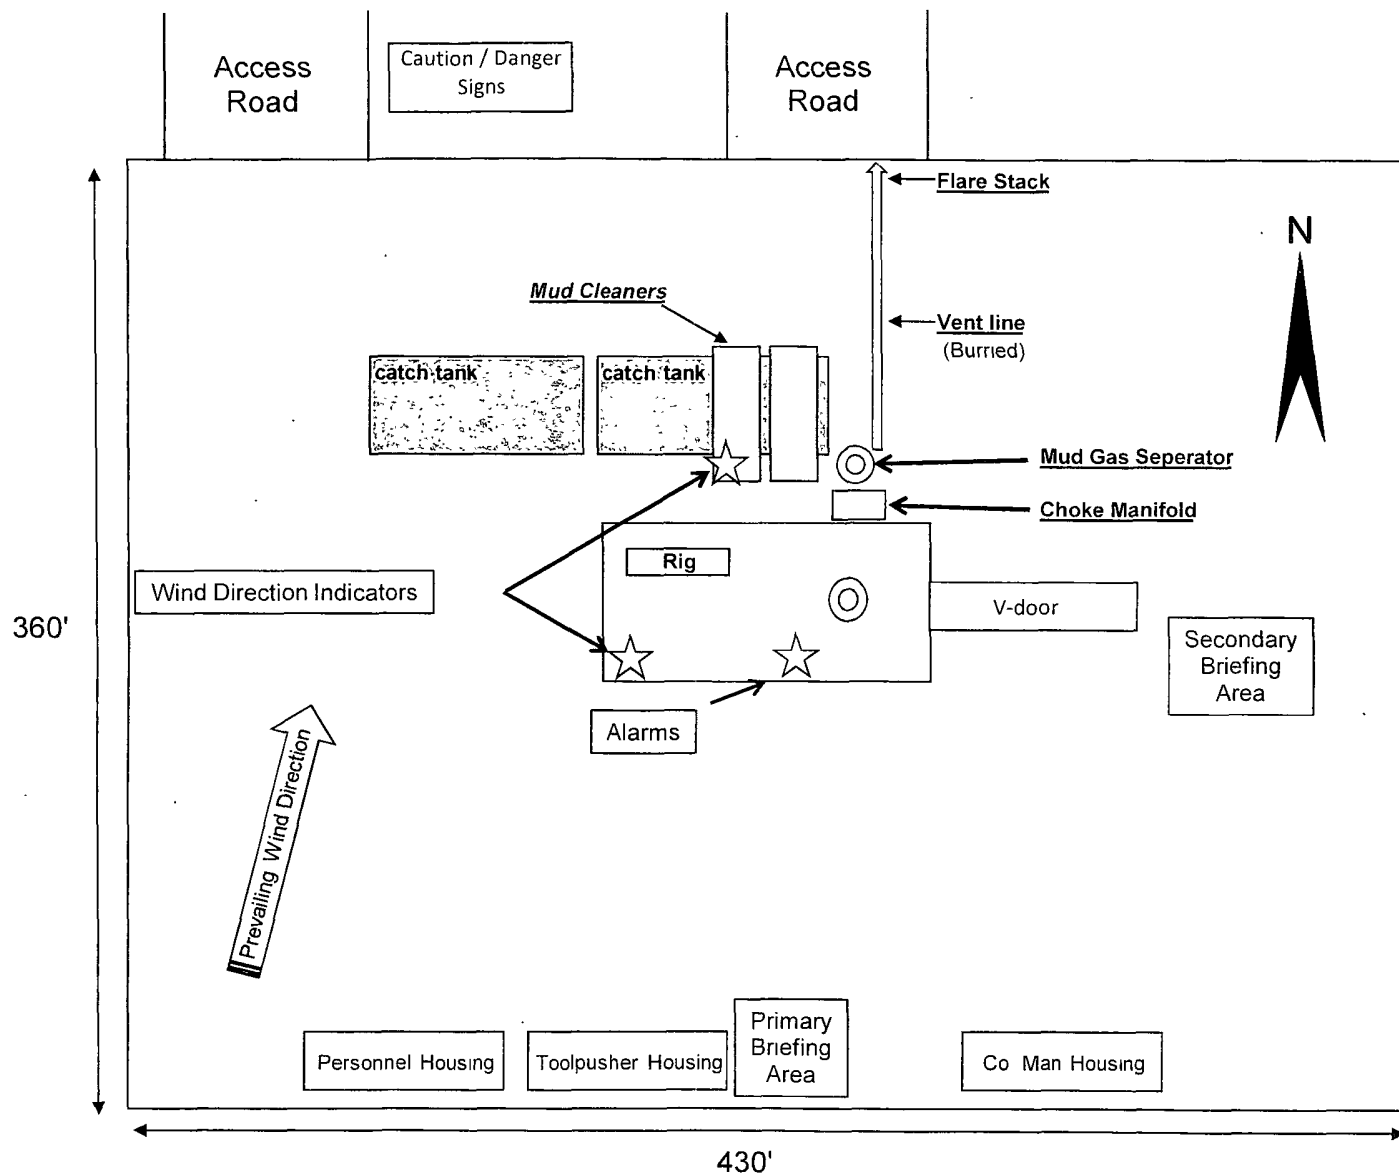 Access
Road
Caution / Danger
Signs
Access
Road
Flare Stack
N
Mud Cleaners
Vent line
(Burried)
catch tank
catch tank
Mud Gas Seperator
Choke Manifold
Rig
Wind Direction Indicators
V-door
360'
Secondary
Briefing
Area
Alarms
Prevailing Wind Direction
Primary
Briefing
Area
Personnel Housing
Toolpusher Housing
Co Man Housing
430'